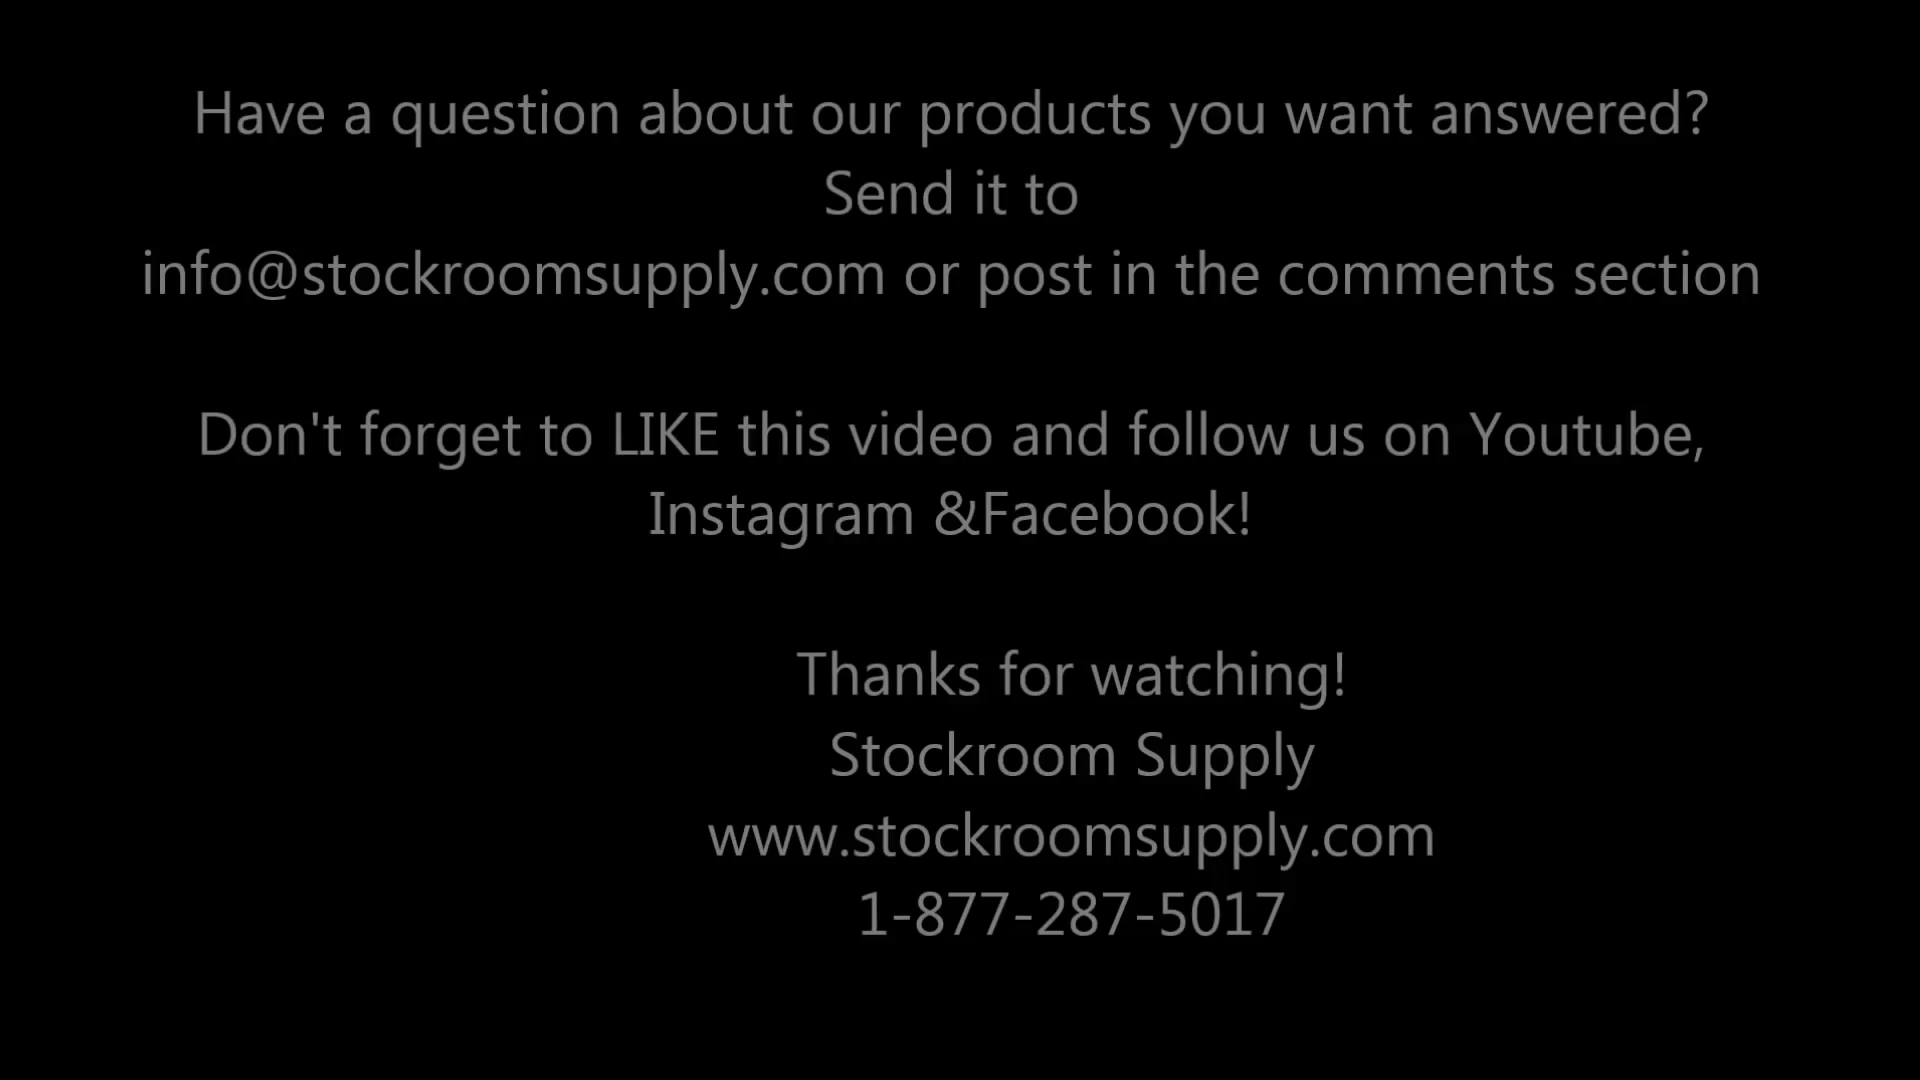 Have a question about our products you want answered?
Send it to
info@stockroomsupply.com or post in the comments section
Don't forget to LIKE this video and follow us on Youtube,
Instagram &Facebook!
Thanks for watching!
Stockroom Supply
www.stockroomsupply.com
1-877-287-5017